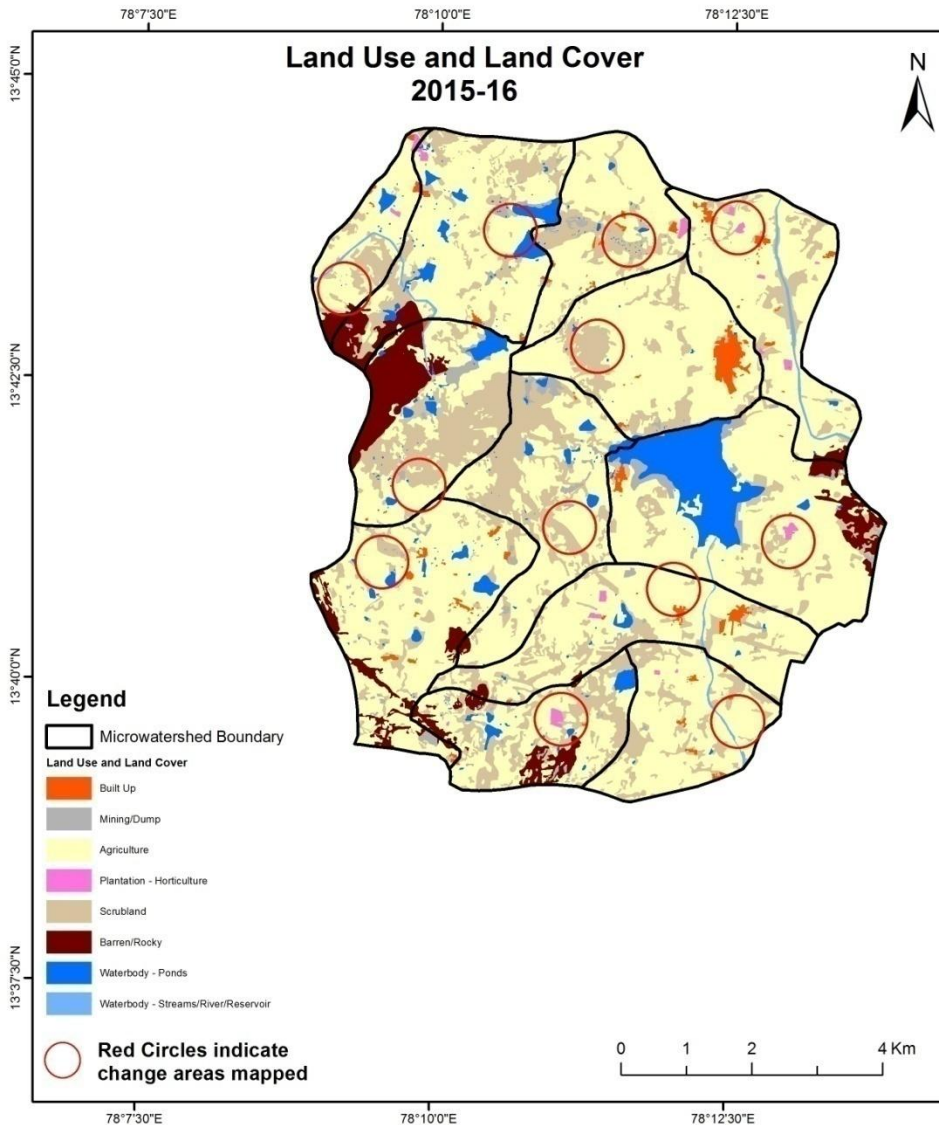 78°7'30"E 78°10'0"E 78°12'30"E
Land Use and Land Cover
2015-16
N
13°45'0"N
13°42'30"N
13°40'0"N
13°37'30"N
Legend
Microwatershed Boundary
Land Use and Land Cover
Built Up
Mining/Dump
Agriculture
Plantation - Horticulture
Scrubland
Barren/Rocky
Waterbody - Ponds
Waterbody - Streams/River/Reservoir
Red Circles indicate
change areas mapped
0 1 2 4 Km
78°7'30"E 78°10'0"E 78°12'30"E